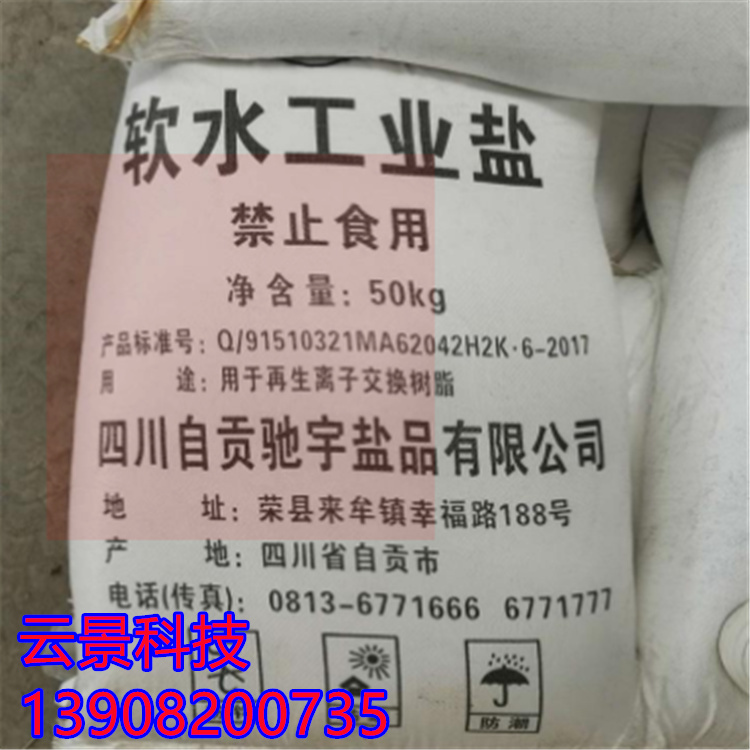 软水工业盐
禁止食用
净含量：50kg
产品标准号：Q/91510321MA62042H2K·6-2017
用 途：用于再生离子交换树脂
四川自贡驰宇盐品有限公司
地 址：荣县来牟镇幸福路188号
产 地：四川省自贡市
电话(传真)：0813-6771666 6771777
云景科技
13908200735
防潮